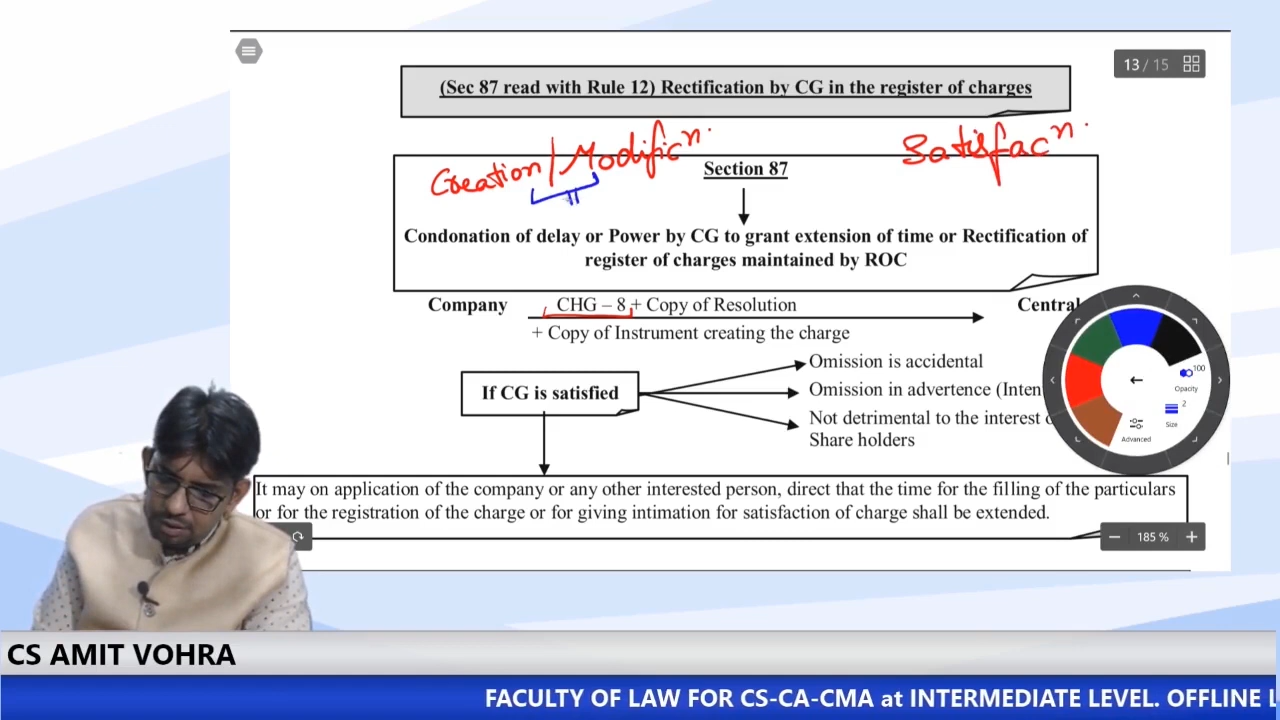 13 / 15
(Sec 87 read with Rule 12) Rectification by CG in the register of charges
Creation / Modificⁿ.
Satisfacⁿ.
Section 87
Condonation of delay or Power by CG to grant extension of time or Rectification of
register of charges maintained by ROC
Company CHG – 8 + Copy of Resolution Central
+ Copy of Instrument creating the charge
Omission is accidental
If CG is satisfied
Omission in advertence (Inten
Not detrimental to the interest
Share holders
100
Opacity
2
Size
Advanced
It may on application of the company or any other interested person, direct that the time for the filling of the particulars
or for the registration of the charge or for giving intimation for satisfaction of charge shall be extended.
185 %
CS AMIT VOHRA
FACULTY OF LAW FOR CS-CA-CMA at INTERMEDIATE LEVEL. OFFLINE L